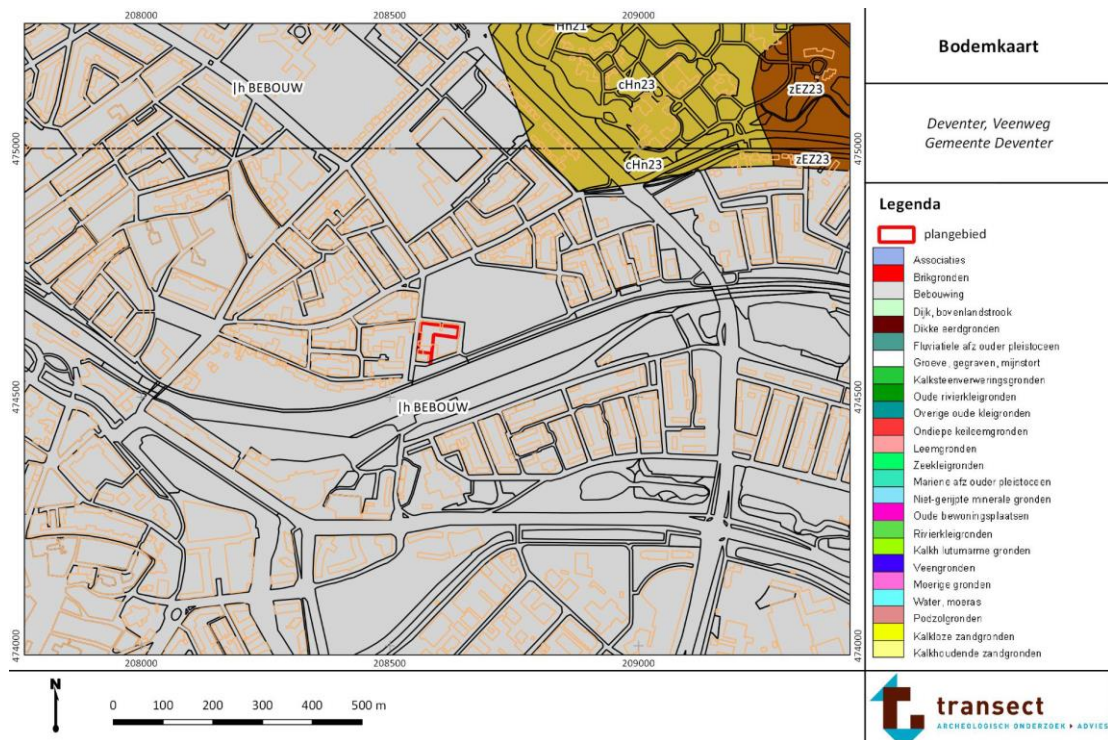 208000
208500
209000
Hn21
cHn23
zEZ23
|h BEBOUW
475000
475000
cHn23
zEZ23
474500
474500
|h BEBOUW
474000
474000
208000
208500
209000
N
0 100 200 300 400 500 m
Bodemkaart
Deventer, Veenweg
Gemeente Deventer
Legenda
plangebied
Associaties
Brikgronden
Bebouwing
Dijk, bovenlandstrook
Dikke eerdgronden
Fluviatiele afz ouder pleistoceen
Groeve, gegraven, mijnstort
Kalksteenverweringsgronden
Oude rivierkleigronden
Overige oude kleigronden
Ondiepe keileemgronden
Leemgronden
Zeekleigronden
Mariene afz ouder pleistoceen
Niet-gerijpte minerale gronden
Oude bewoningsplaatsen
Rivierkleigronden
Kalkh lutumarme gronden
Veengronden
Moerige gronden
Water, moeras
Podzolgronden
Kalkloze zandgronden
Kalkhoudende zandgronden
transect
ARCHEOLOGISCH ONDERZOEK ▸ ADVIES